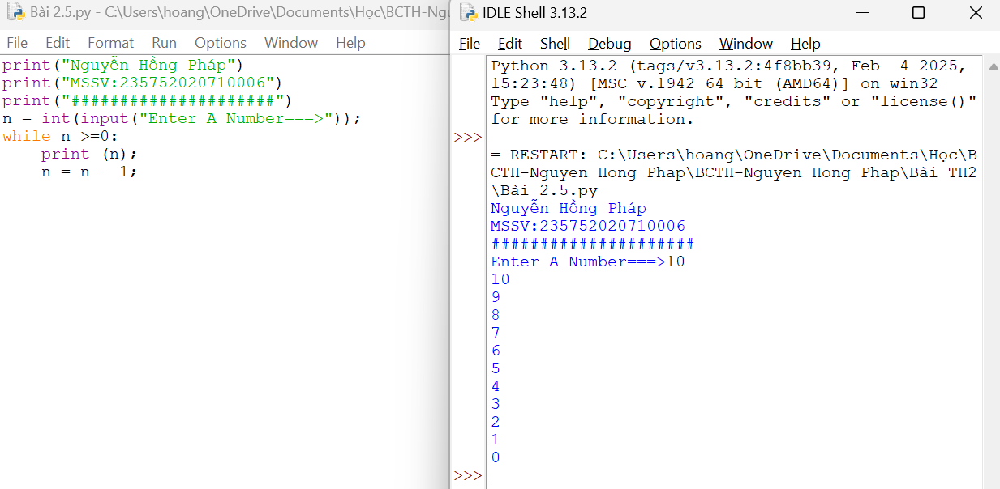 Bài 2.5.py - C:\Users\hoang\OneDrive\Documents\Học\BCTH-Ngu
File Edit Format Run Options Window Help
print("Nguyễn Hồng Pháp")
print("MSSV:235752020710006")
print("#####################")
n = int(input("Enter A Number===>"));
while n >=0:
    print (n);
    n = n - 1;
IDLE Shell 3.13.2
File Edit Shell Debug Options Window Help
Python 3.13.2 (tags/v3.13.2:4f8bb39, Feb  4 2025,
15:23:48) [MSC v.1942 64 bit (AMD64)] on win32
Type "help", "copyright", "credits" or "license()"
for more information.
>>>
= RESTART: C:\Users\hoang\OneDrive\Documents\Học\B
CTH-Nguyen Hong Phap\BCTH-Nguyen Hong Phap\Bài TH2
\Bài 2.5.py
Nguyễn Hồng Pháp
MSSV:235752020710006
#####################
Enter A Number===>10
10
9
8
7
6
5
4
3
2
1
0
>>>